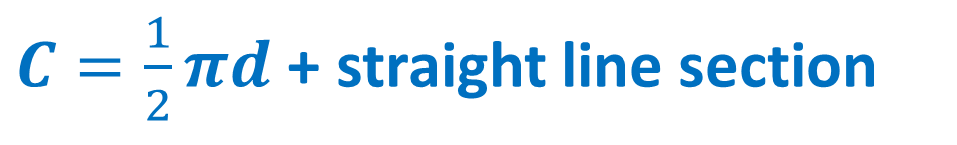 C = 1/2 πd + straight line section